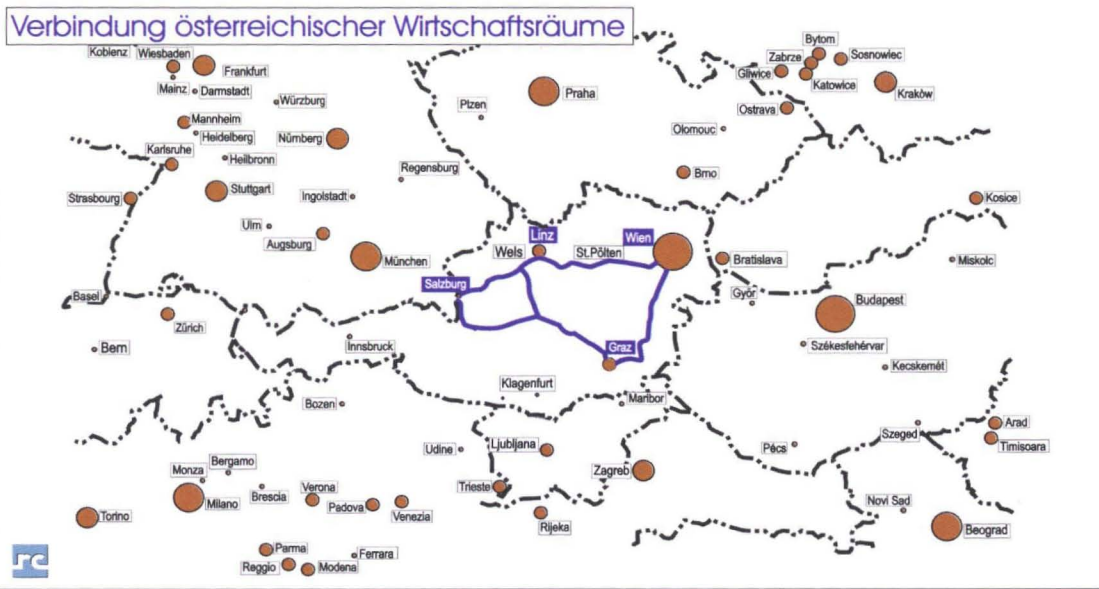 Verbindung österreichischer Wirtschaftsräume
Koblenz
Wiesbaden
Frankfurt
Mainz
Darmstadt
Würzburg
Mannheim
Heidelberg
Nürnberg
Karlsruhe
Heilbronn
Regensburg
Strasbourg
Stuttgart
Ingolstadt
Ulm
Augsburg
München
Plzen
Praha
Bytom
Zabrze
Sosnowiec
Gliwice
Katowice
Kraków
Ostrava
Olomouc
Brno
Kosice
Miskolc
Linz
Wels
St.Pölten
Wien
Bratislava
Salzburg
Györ
Budapest
Basel
Zürich
Bern
Innsbruck
Graz
Székesfehérvar
Kecskemét
Klagenfurt
Maribor
Bozen
Udine
Ljubljana
Pécs
Szeged
Arad
Timisoara
Zagreb
Monza
Bergamo
Milano
Brescia
Verona
Padova
Venezia
Trieste
Rijeka
Novi Sad
Beograd
Torino
Parma
Reggio
Modena
Ferrara
rc